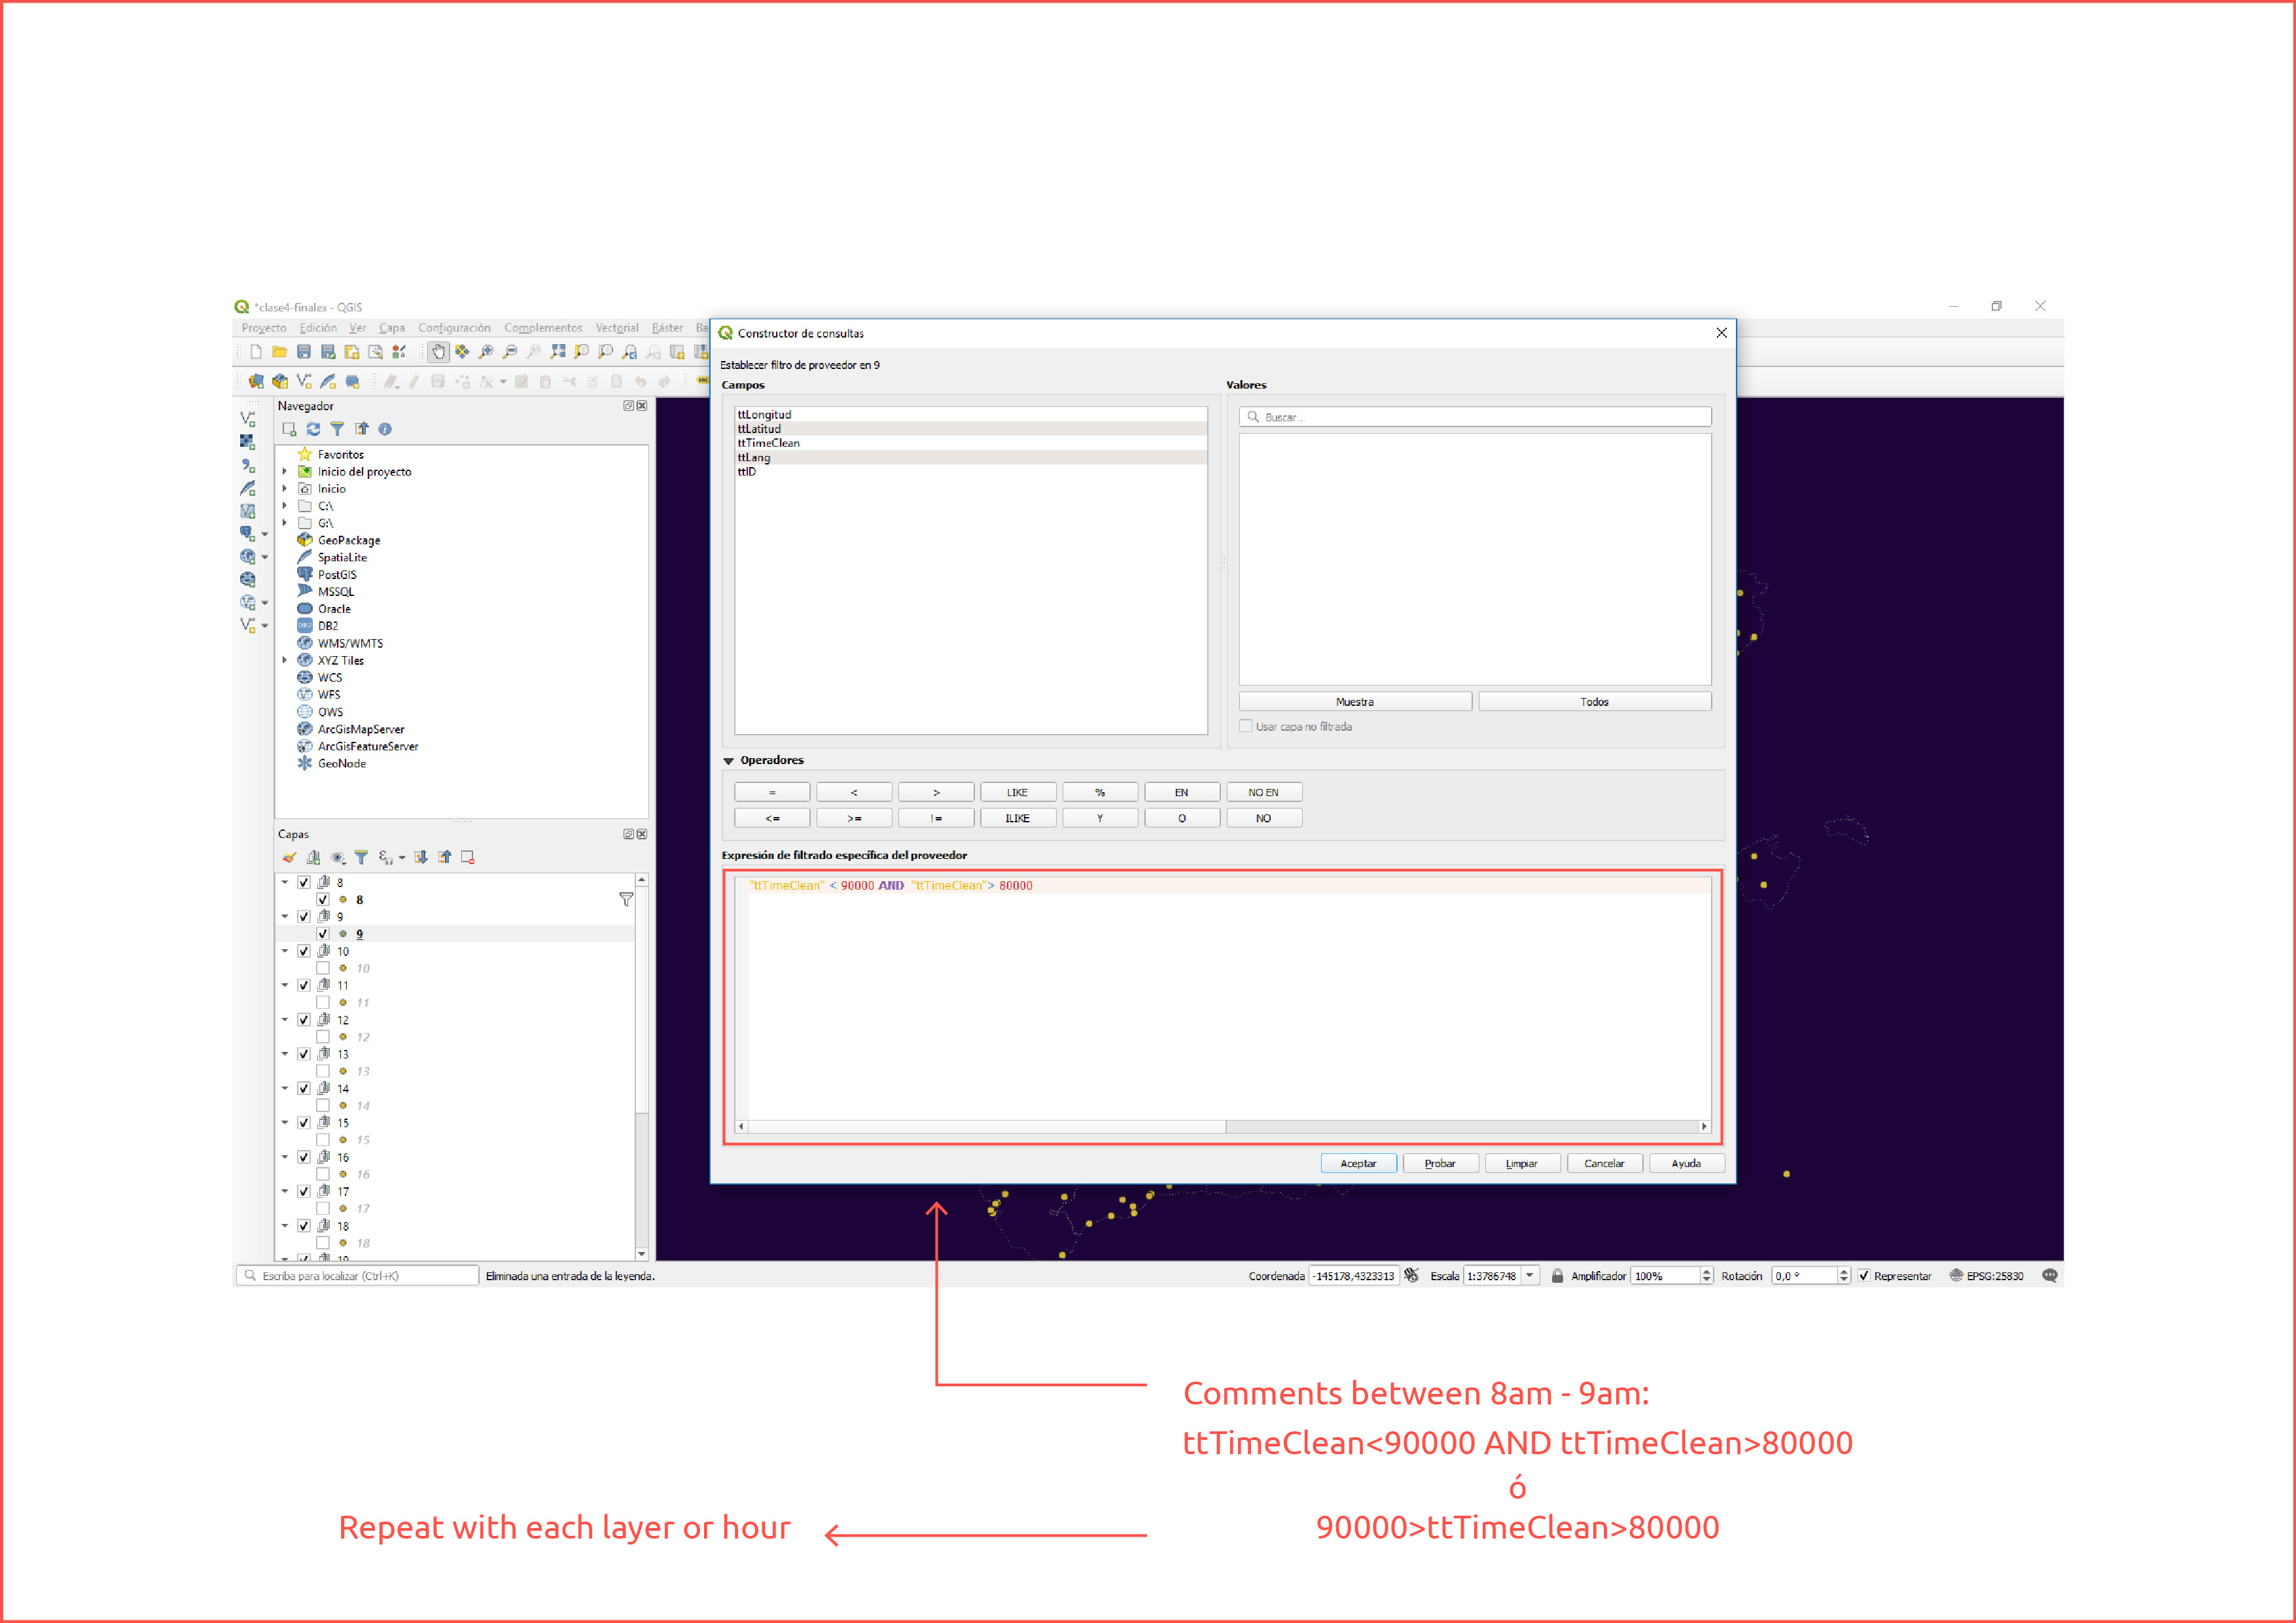 *clase4-finalex - QGIS
Proyecto Edición Ver Capa Configuración Complementos Vectorial Ráster Ba
Constructor de consultas
Establecer filtro de proveedor en 9
Campos
Valores
ttLongitud
ttLatitud
ttTimeClean
ttLang
ttID
Buscar...
Muestra
Todos
Usar capa no filtrada
Operadores
= < > LIKE % EN NO EN
<= >= != ILIKE Y O NO
Expresión de filtrado específica del proveedor
"ttTimeClean" < 90000 AND "ttTimeClean"> 80000
Aceptar Probar Limpiar Cancelar Ayuda
Navegador
Favoritos
Inicio del proyecto
Inicio
C:\
G:\
GeoPackage
SpatiaLite
PostGIS
MSSQL
Oracle
DB2
WMS/WMTS
XYZ Tiles
WCS
WFS
OWS
ArcGisMapServer
ArcGisFeatureServer
GeoNode
Capas
8
8
9
9
10
10
11
11
12
12
13
13
14
14
15
15
16
16
17
17
18
18
19
Escriba para localizar (Ctrl+K)
Eliminada una entrada de la leyenda.
Coordenada -145178,4323313 Escala 1:3786748 Amplificador 100% Rotación 0,0 ° Representar EPSG:25830
Comments between 8am - 9am:
ttTimeClean<90000 AND ttTimeClean>80000
ó
90000>ttTimeClean>80000
Repeat with each layer or hour